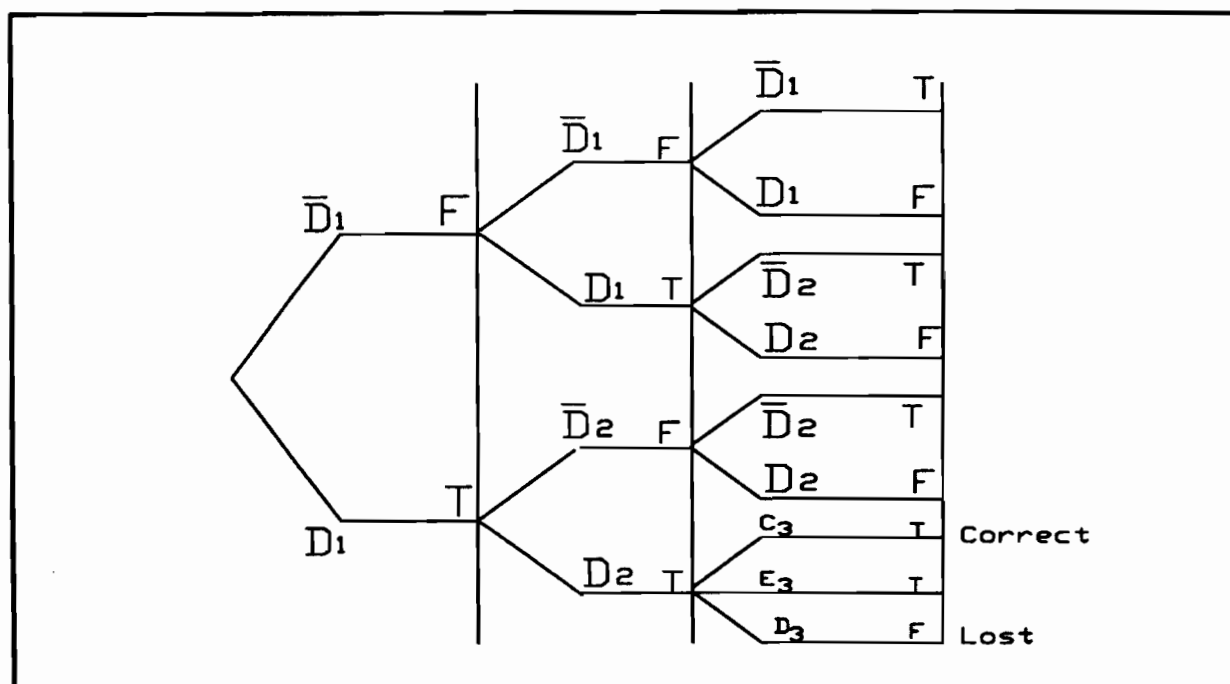 D̅1 T
D̅1 F
D1 F
D̅1 F
D̅2 T
D1 T
D2 F
D̅2 T
D̅2 F
D2 F
T
C3 T Correct
D1
D2 T
E3 T
D3 F Lost